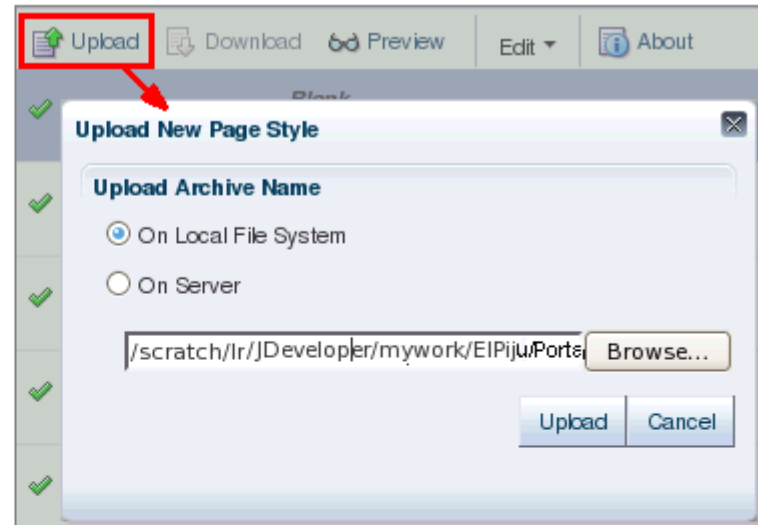 Upload Download Preview Edit About
Upload New Page Style
Upload Archive Name
On Local File System
On Server
/scratch/lr/JDeveloper/mywork/ElPiju/Porta Browse...
Upload Cancel